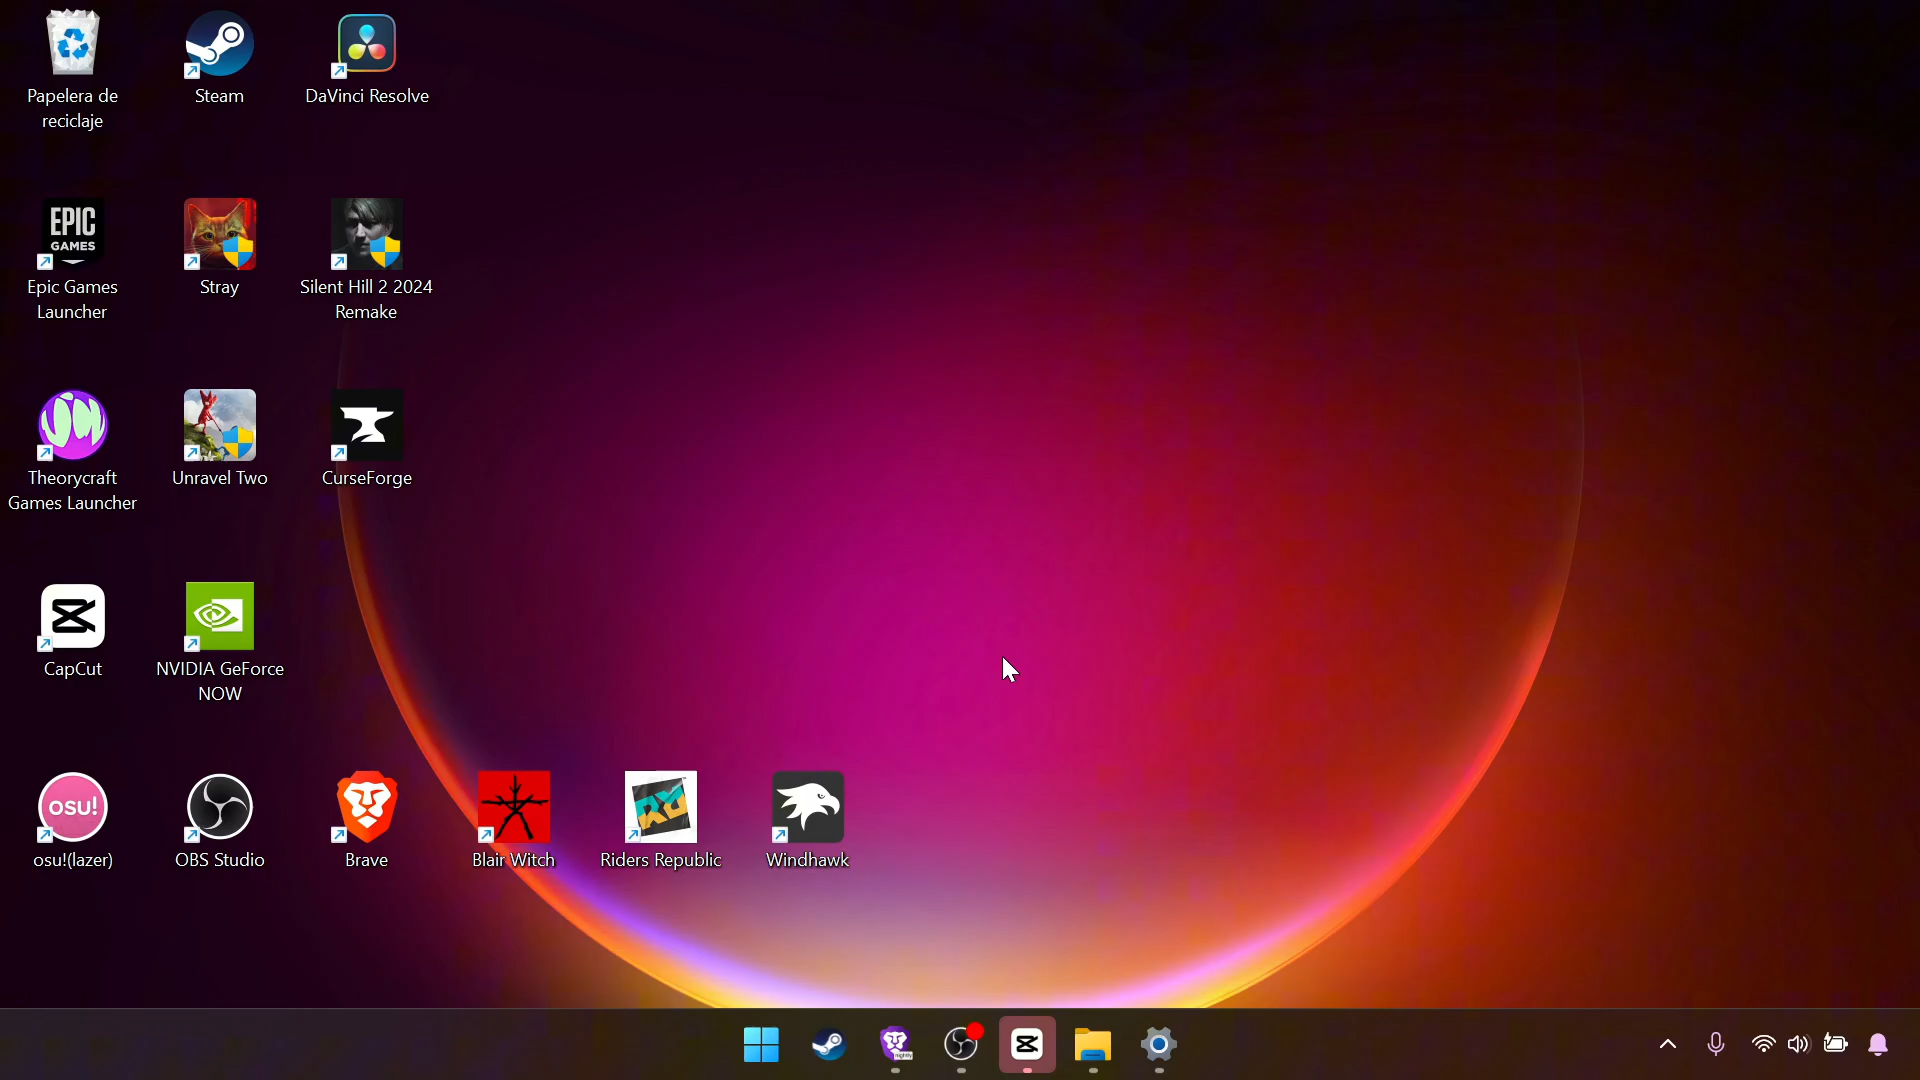 Papelera de
reciclaje
Steam
DaVinci Resolve
EPIC
GAMES
Epic Games
Launcher
Stray
Silent Hill 2 2024
Remake
Theorycraft
Games Launcher
Unravel Two
CurseForge
CapCut
NVIDIA GeForce
NOW
osu!
osu!(lazer)
OBS Studio
Brave
Blair Witch
Riders Republic
Windhawk
nightly